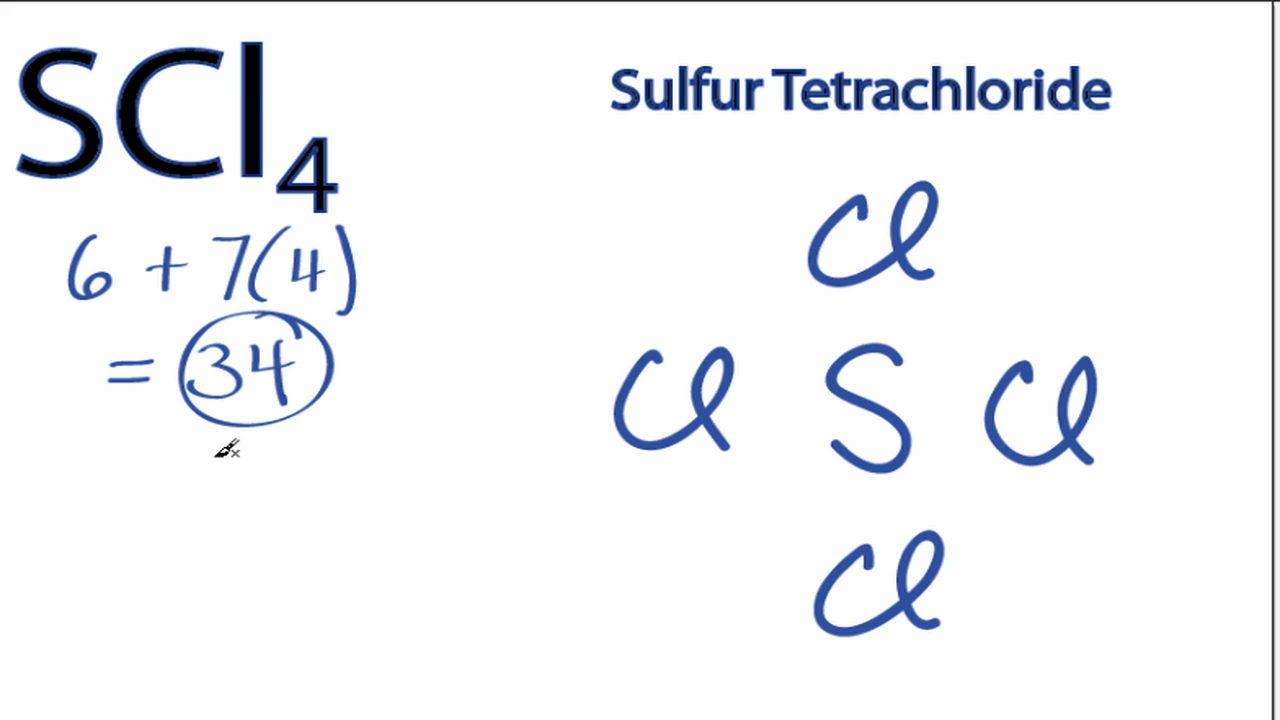 SCl₄
6 + 7(4)
= 34
Sulfur Tetrachloride
Cl
Cl S Cl
Cl